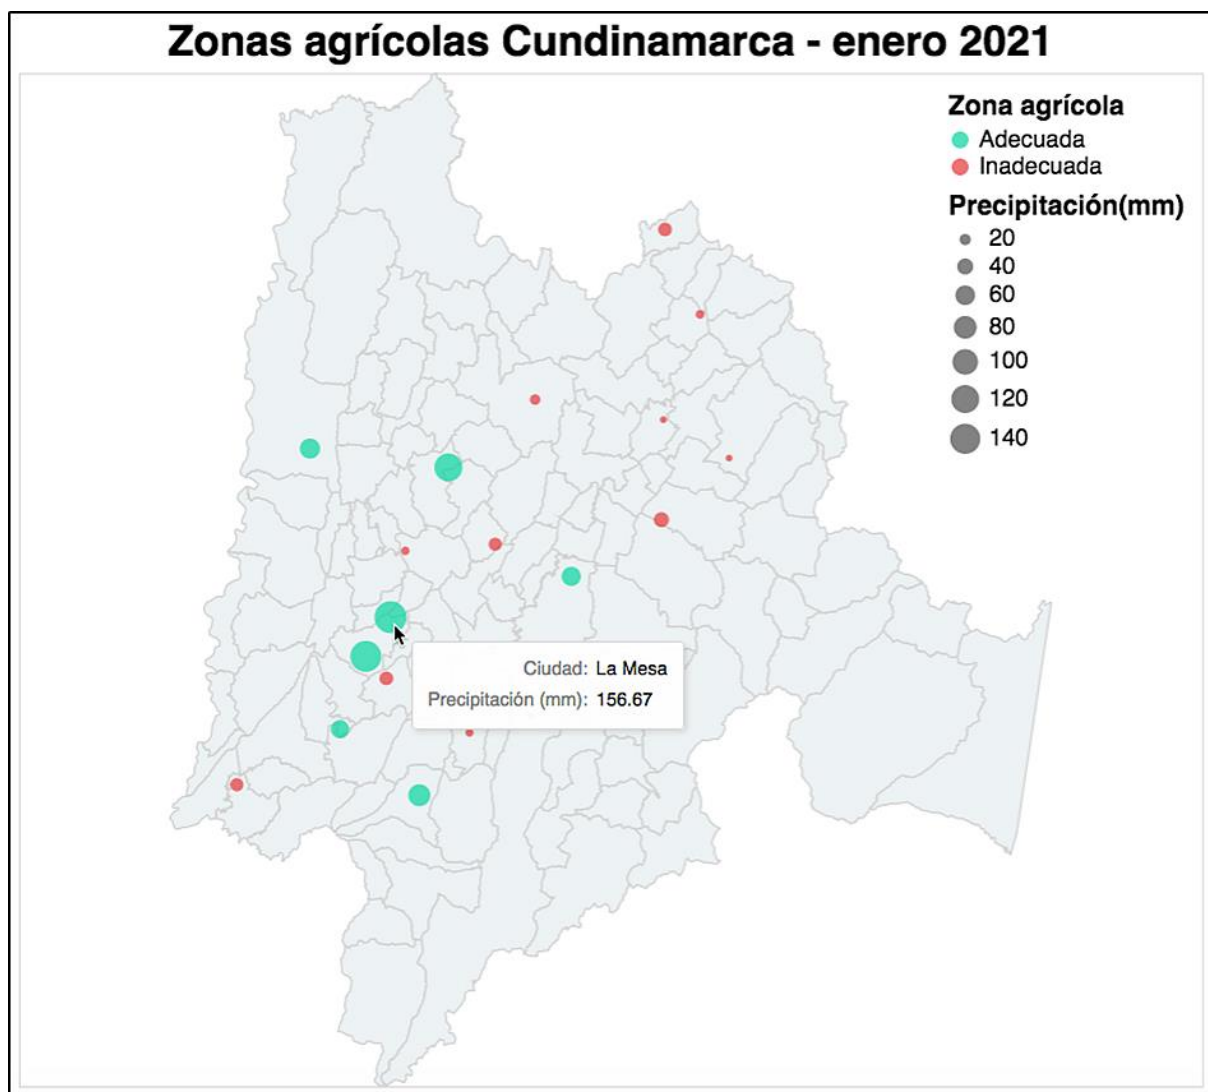 Zonas agrícolas Cundinamarca - enero 2021
Zona agrícola
Adecuada
Inadecuada
Precipitación(mm)
20
40
60
80
100
120
140
Ciudad: La Mesa
Precipitación (mm): 156.67